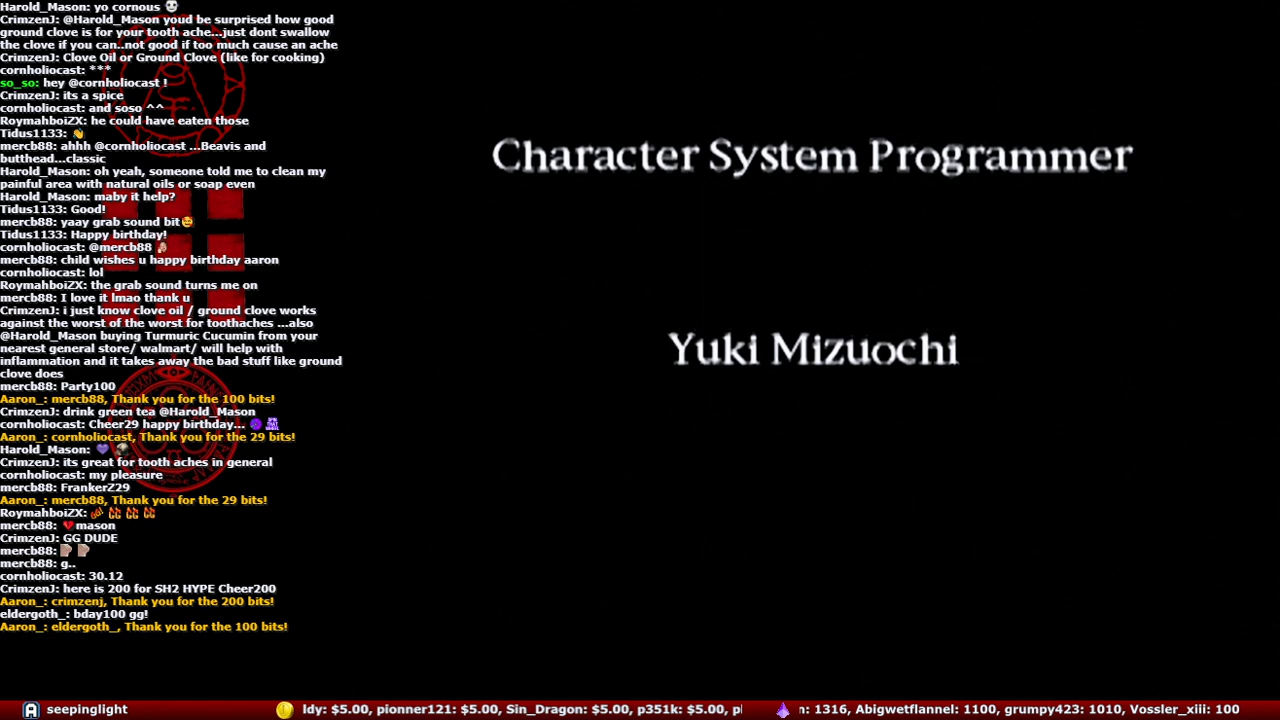 Harold_Mason: yo cornous
CrimzenJ: @Harold_Mason youd be surprised how good
ground clove is for your tooth ache...just dont swallow
the clove if you can..not good if too much cause an ache
CrimzenJ: Clove Oil or Ground Clove (like for cooking)
cornholiocast: ***
so_so: hey @cornholiocast !
CrimzenJ: its a spice
cornholiocast: and soso ^^
RoymahboiZX: he could have eaten those
Tidus1133: 👏
mercb88: ahhh @cornholiocast ...Beavis and
butthead...classic
Harold_Mason: oh yeah, someone told me to clean my
painful area with natural oils or soap even
Harold_Mason: maby it help?
Tidus1133: Good!
mercb88: yaay grab sound bit🥰
Tidus1133: Happy birthday!
cornholiocast: @mercb88
mercb88: child wishes u happy birthday aaron
cornholiocast: lol
RoymahboiZX: the grab sound turns me on
mercb88: I love it lmao thank u
CrimzenJ: i just know clove oil / ground clove works
against the worst of the worst for toothaches ...also
@Harold_Mason buying Turmuric Cucumin from your
nearest general store/ walmart/ will help with
inflammation and it takes away the bad stuff like ground
clove does
mercb88: Party100
Aaron_: mercb88, Thank you for the 100 bits!
CrimzenJ: drink green tea @Harold_Mason
cornholiocast: Cheer29 happy birthday...
Aaron_: cornholiocast, Thank you for the 29 bits!
Harold_Mason: 💜
CrimzenJ: its great for tooth aches in general
cornholiocast: my pleasure
mercb88: FrankerZ29
Aaron_: mercb88, Thank you for the 29 bits!
RoymahboiZX:
mercb88: 💔mason
CrimzenJ: GG DUDE
mercb88:
mercb88: g..
cornholiocast: 30.12
CrimzenJ: here is 200 for SH2 HYPE Cheer200
Aaron_: crimzenj, Thank you for the 200 bits!
eldergoth_: bday100 gg!
Aaron_: eldergoth_, Thank you for the 100 bits!
Character System Programmer
Yuki Mizuochi
A seepinglight
ldy: $5.00, pionner121: $5.00, Sin_Dragon: $5.00, p351k: $5.00,
n: 1316, Abigwetflannel: 1100, grumpy423: 1010, Vossler_xiii: 100